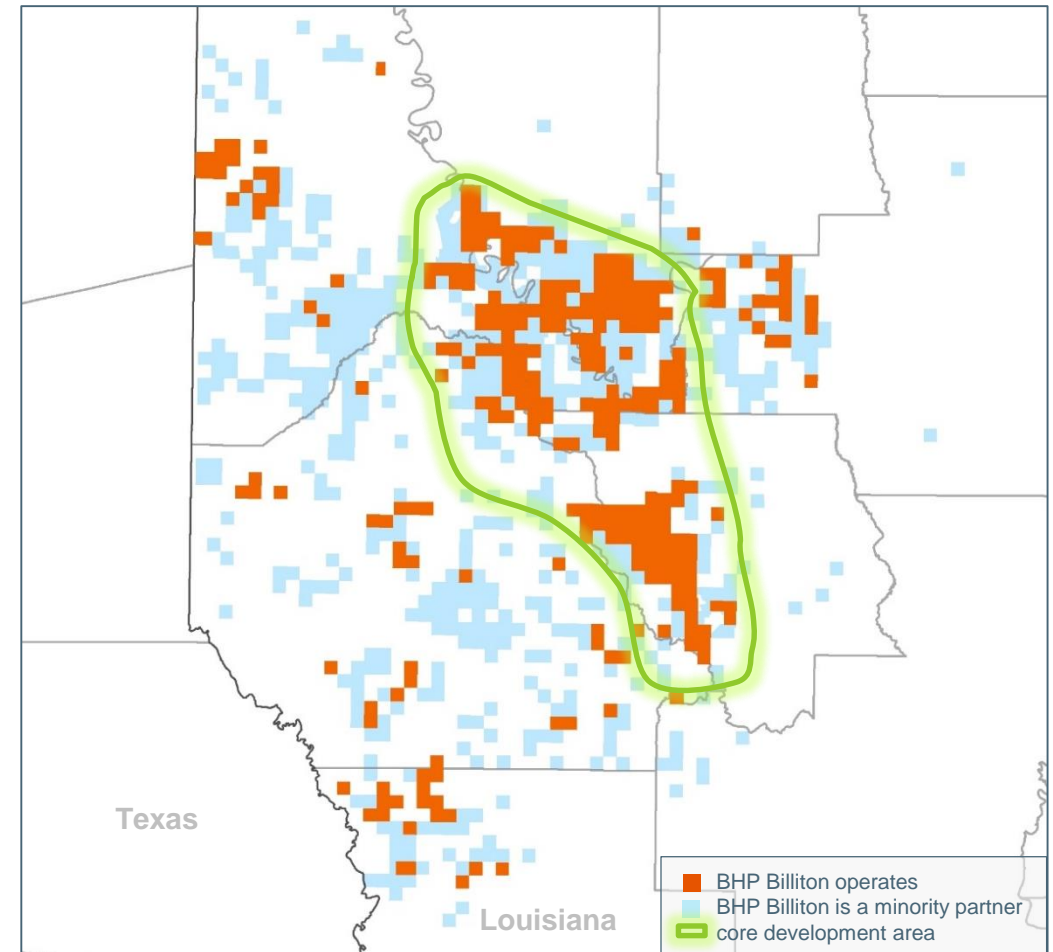 Texas
Louisiana
BHP Billiton operates
BHP Billiton is a minority partner
core development area